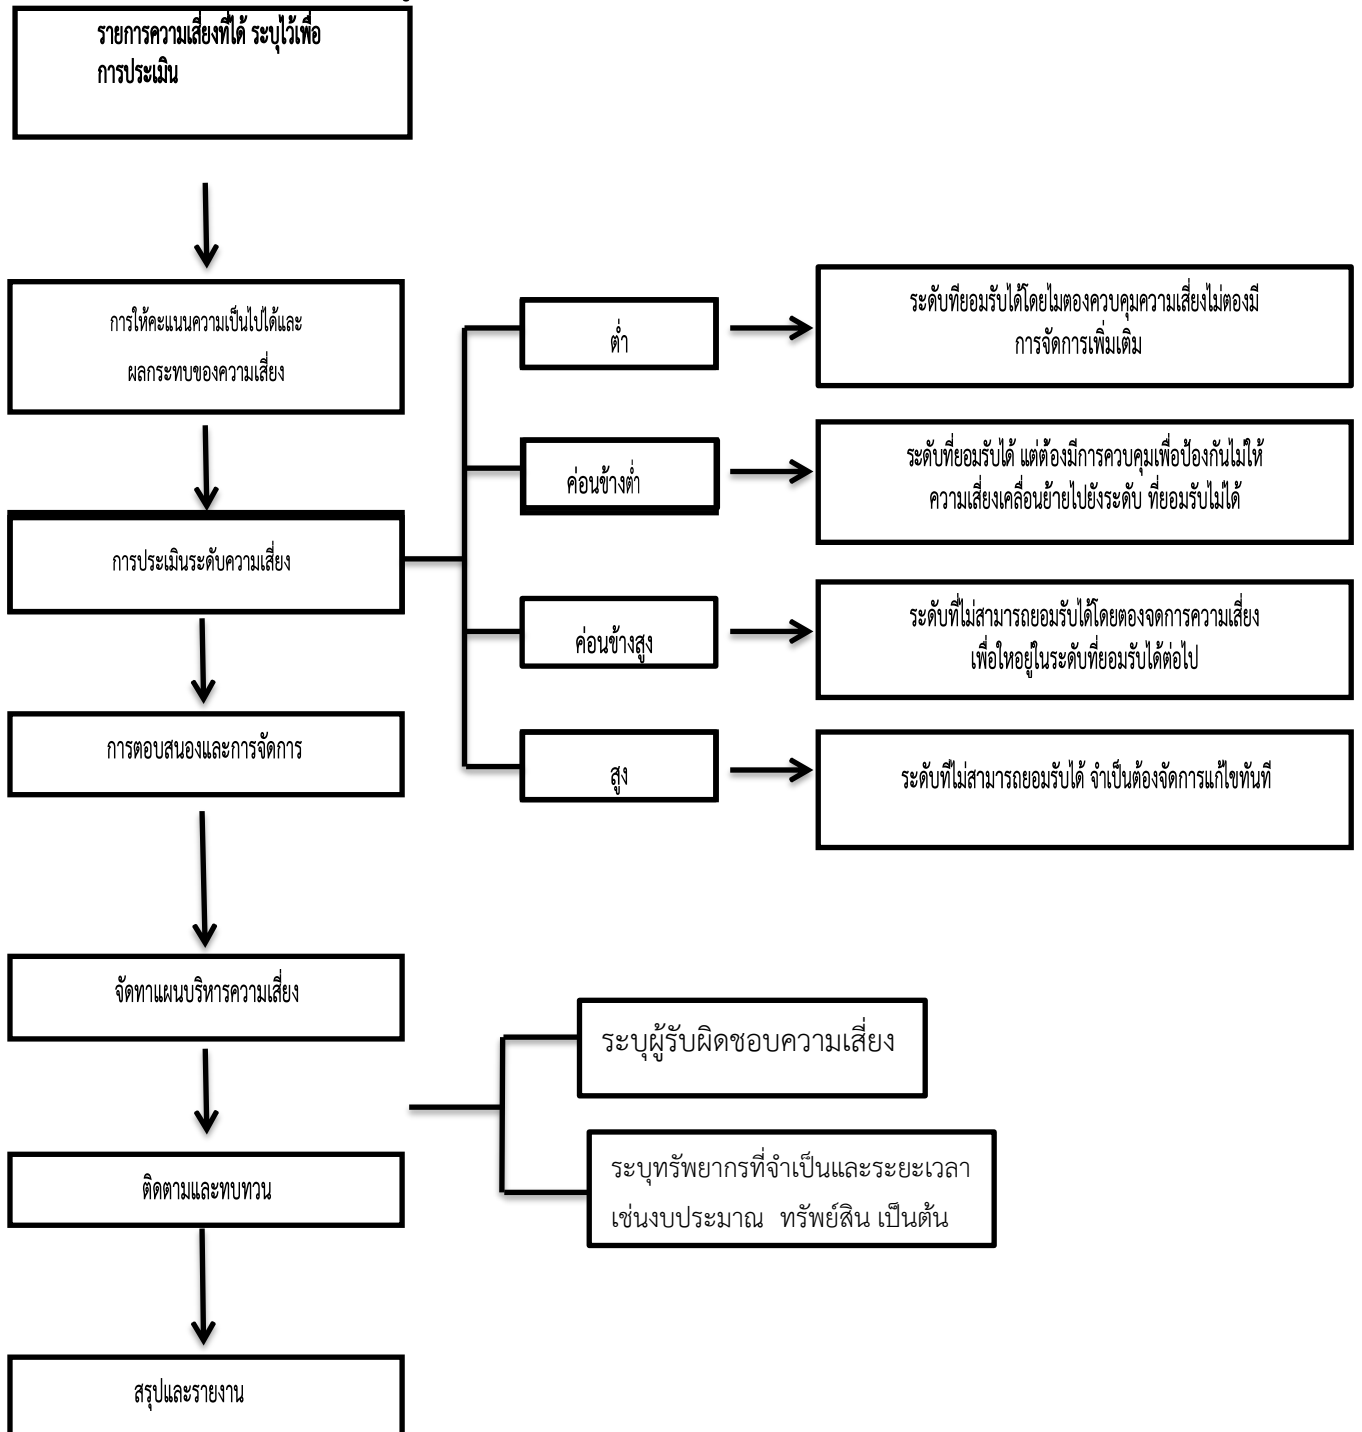 รายการความเสี่ยงที่ได้ ระบุไว้เพื่อ
การประเมิน
การให้คะแนนความเป็นไปได้และ
ผลกระทบของความเสี่ยง
การประเมินระดับความเสี่ยง
ต่ำ
ระดับทียอมรับได้โดยไมตองควบคุมความเสี่ยงไม่ตองมี
การจัดการเพิ่มเติม
ค่อนข้างต่ำ
ระดับที่ยอมรับได้ แต่ต้องมีการควบคุมเพื่อป้องกันไม่ให้
ความเสี่ยงเคลื่อนย้ายไปยังระดับ ที่ยอมรับไม่ได้
ค่อนข้างสูง
ระดับที่ไม่สามารถยอมรับได้โดยตองจดการความเสี่ยง
เพื่อใหอยู่ในระดับที่ยอมรับได้ต่อไป
สูง
ระดับที่ไม่สามารถยอมรับได้ จำเป็นต้องจัดการแก้ไขทันที
การตอบสนองและการจัดการ
จัดทาแผนบริหารความเสี่ยง
ระบุผู้รับผิดชอบความเสี่ยง
ระบุทรัพยากรที่จำเป็นและระยะเวลา
เช่นงบประมาณ ทรัพย์สิน เป็นต้น
ติดตามและทบทวน
สรุปและรายงาน